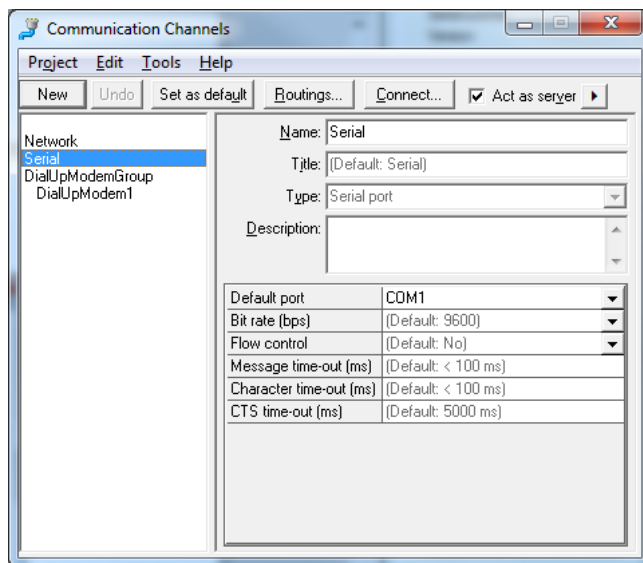 Communication Channels
Project Edit Tools Help
New Undo Set as default Routings... Connect... Act as server
Network
Serial
DialUpModemGroup
DialUpModem1
Name: Serial
Title: (Default: Serial)
Type: Serial port
Description:
Default port COM1
Bit rate (bps) (Default: 9600)
Flow control (Default: No)
Message time-out (ms) (Default: < 100 ms)
Character time-out (ms) (Default: < 100 ms)
CTS time-out (ms) (Default: 5000 ms)